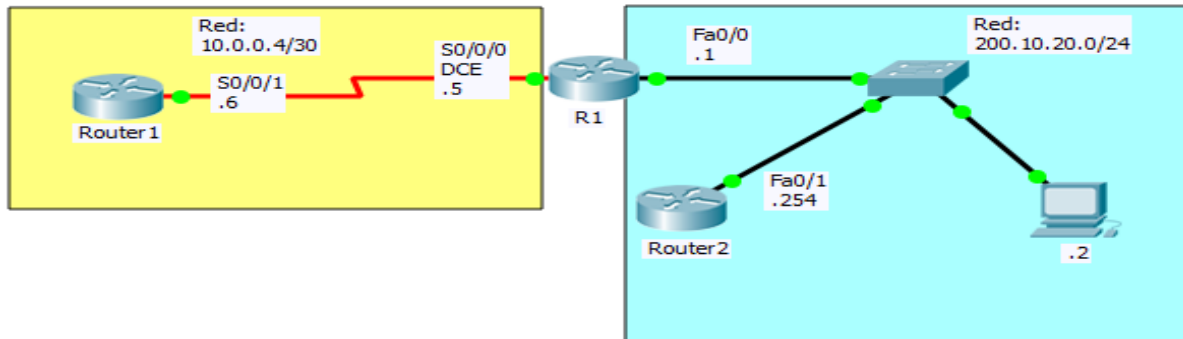 Red:
10.0.0.4/30
S0/0/1
.6
Router1
S0/0/0
DCE
.5
R1
Fa0/0
.1
Red:
200.10.20.0/24
Fa0/1
.254
Router2
.2